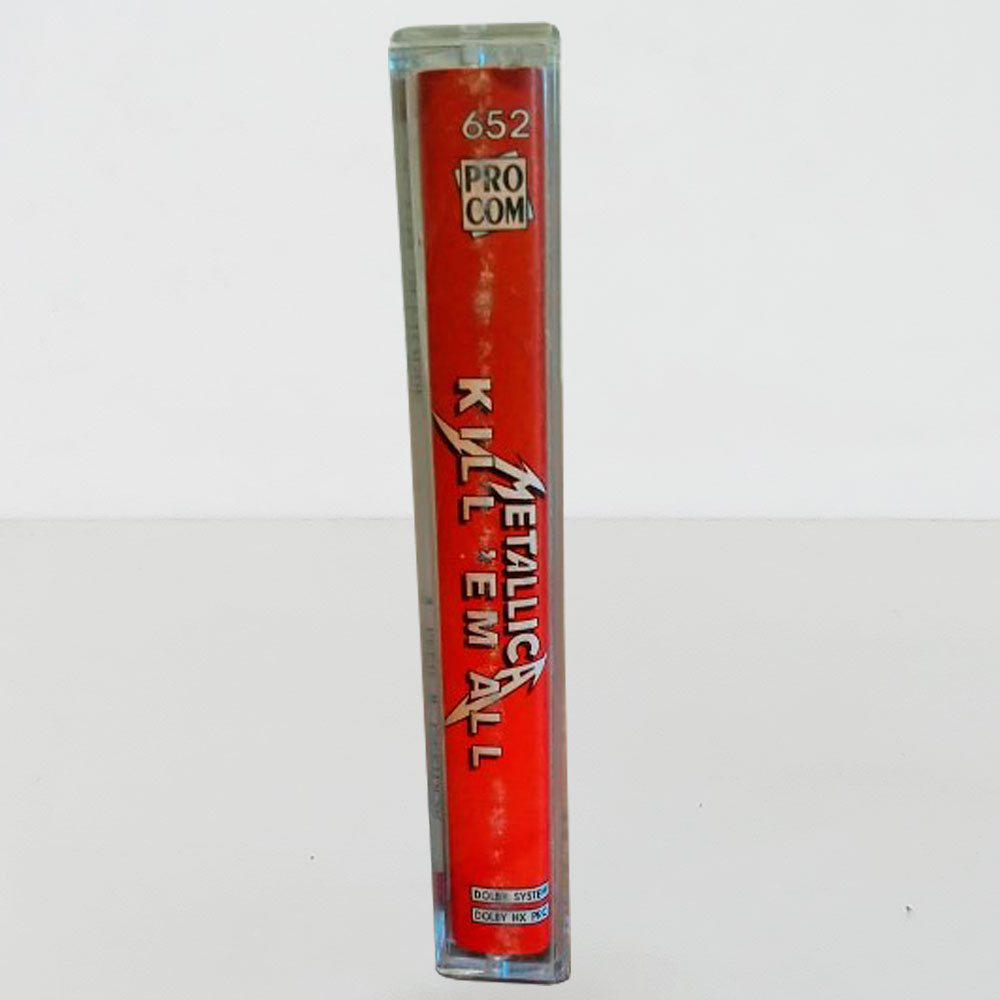 652
PRO
COM
METALLICA
KILL 'EM ALL
DOLBY SYSTEM
DOLBY HX PRO